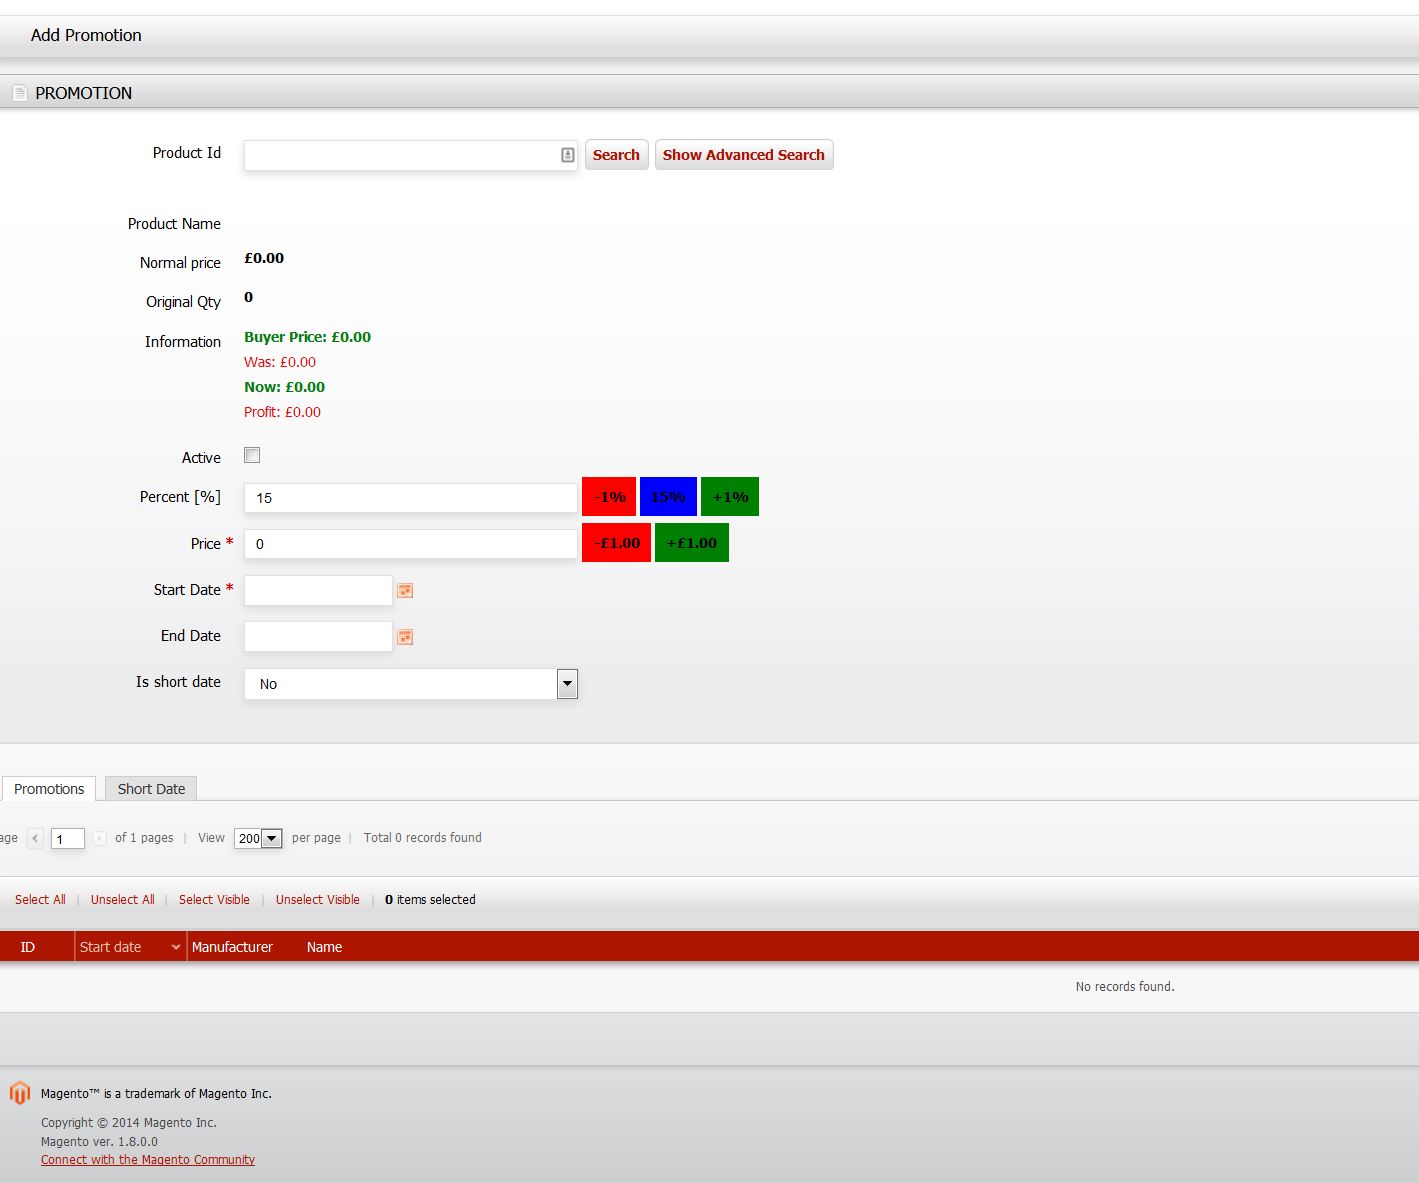 Add Promotion
PROMOTION
Product Id Search Show Advanced Search
Product Name
Normal price £0.00
Original Qty 0
Information Buyer Price: £0.00
Was: £0.00
Now: £0.00
Profit: £0.00
Active
Percent [%] 15 -1% 15% +1%
Price * 0 -£1.00 +£1.00
Start Date *
End Date
Is short date No
Promotions Short Date
age 1 of 1 pages | View 200 per page | Total 0 records found
Select All | Unselect All | Select Visible | Unselect Visible | 0 items selected
ID Start date Manufacturer Name
No records found.
Magento™ is a trademark of Magento Inc.
Copyright © 2014 Magento Inc.
Magento ver. 1.8.0.0
Connect with the Magento Community